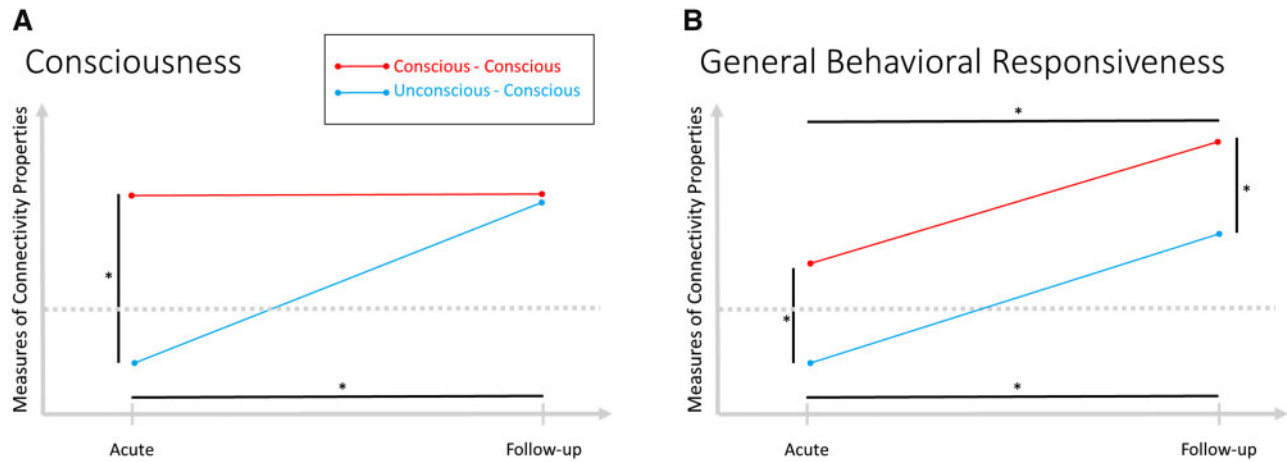 A
Consciousness
Conscious - Conscious
Unconscious - Conscious
Measures of Connectivity Properties
*
*
Acute
Follow-up
B
General Behavioral Responsiveness
Measures of Connectivity Properties
*
*
*
*
Acute
Follow-up